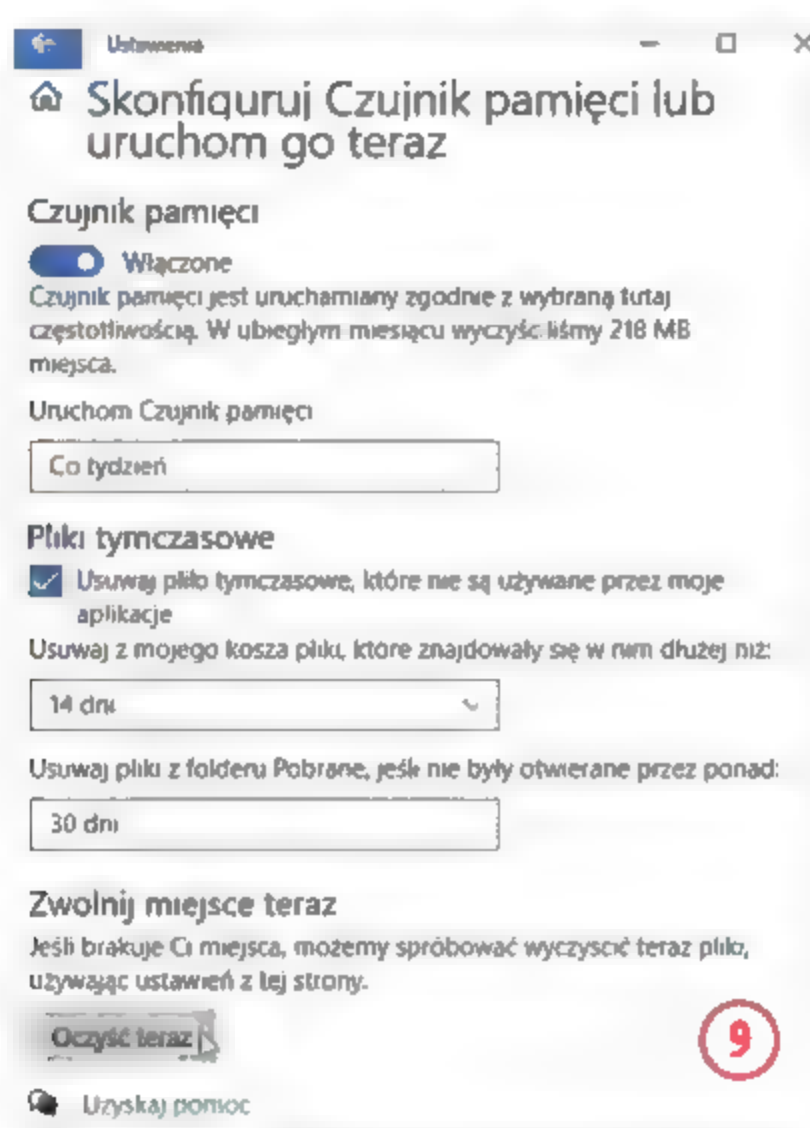 Ustawienia
Skonfiguruj Czujnik pamięci lub
uruchom go teraz
Czujnik pamięci
Włączone
Czujnik pamięci jest uruchamiany zgodnie z wybraną tutaj
częstotliwością. W ubiegłym miesiącu wyczyściliśmy 218 MB
miejsca.
Uruchom Czujnik pamięci
Co tydzień
Pliki tymczasowe
Usuwaj pliki tymczasowe, które nie są używane przez moje
aplikacje
Usuwaj z mojego kosza pliki, które znajdowały się w nim dłużej niż:
14 dni
Usuwaj pliki z folderu Pobrane, jeśli nie były otwierane przez ponad:
30 dni
Zwolnij miejsce teraz
Jeśli brakuje Ci miejsca, możemy spróbować wyczyścić teraz pliki,
używając ustawień z tej strony.
Oczyść teraz
9
Uzyskaj pomoc